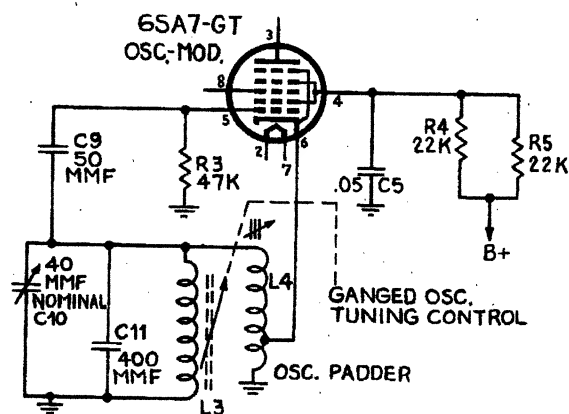 6SA7-GT
OSC.-MOD.
3
8
4
5
6
2
7
C9
50
MMF
R3
47K
.05 C5
R4
22K
R5
22K
B+
40
MMF
NOMINAL
C10
C11
400
MMF
L3
L4
GANGED OSC.
TUNING CONTROL
OSC. PADDER